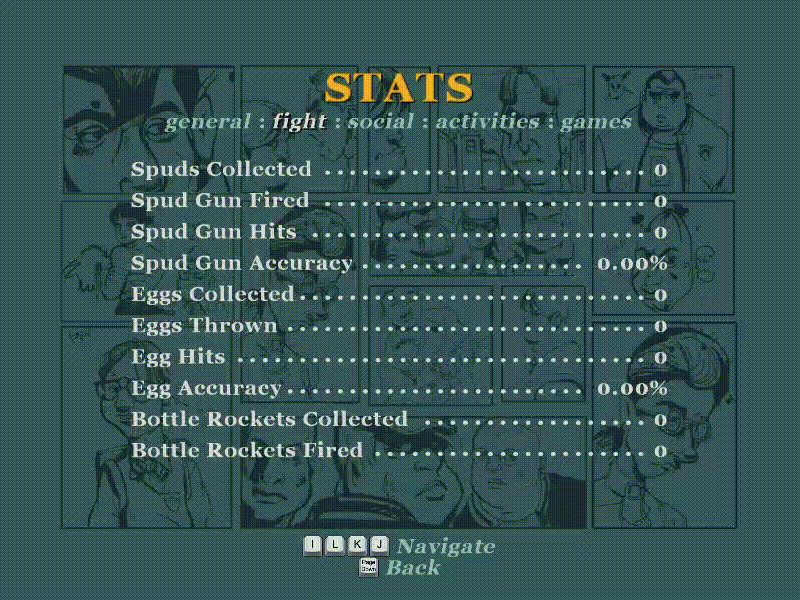 STATS
general : fight : social : activities : games
Spuds Collected ........................... 0
Spud Gun Fired ........................... 0
Spud Gun Hits ............................ 0
Spud Gun Accuracy .................. 0.00%
Eggs Collected ............................ 0
Eggs Thrown ............................. 0
Egg Hits .................................. 0
Egg Accuracy ........................ 0.00%
Bottle Rockets Collected .................. 0
Bottle Rockets Fired ...................... 0
I L K J Navigate
Page Down Back